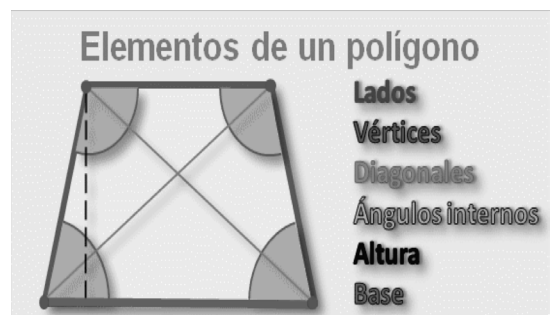 Elementos de un polígono
Lados
Vértices
Diagonales
Ángulos internos
Altura
Base